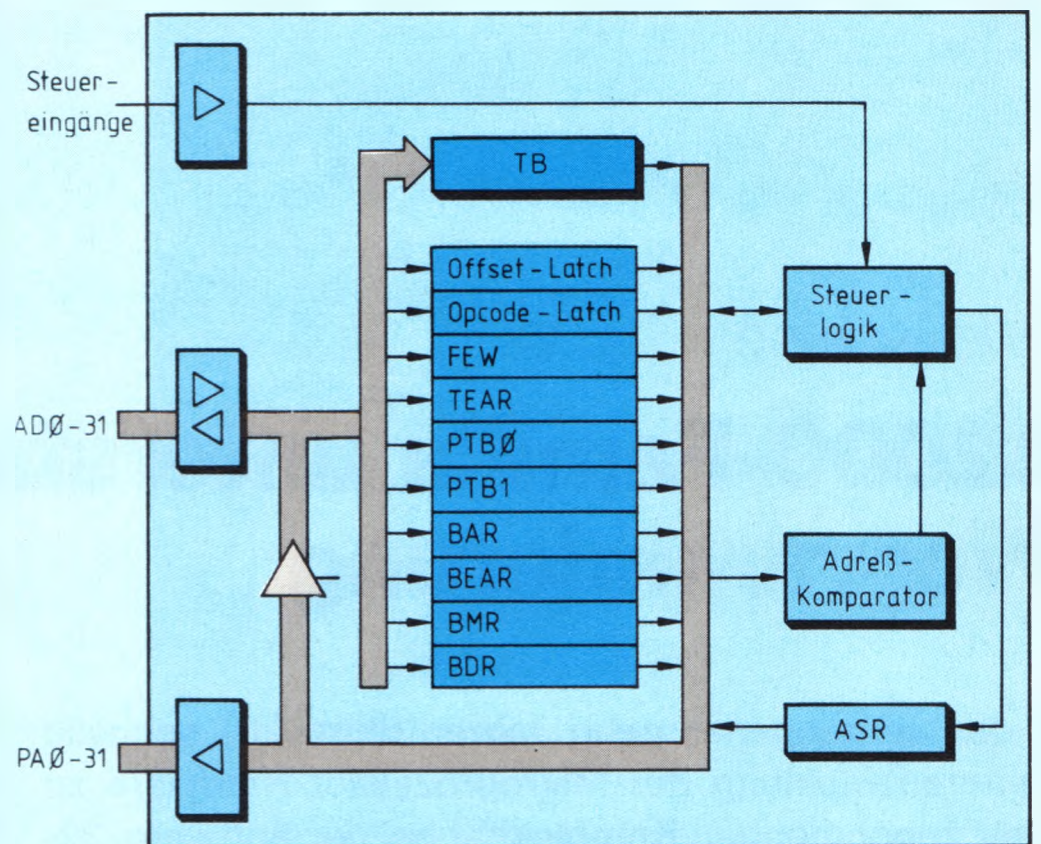 Steuer-
eingänge
TB
Offset-Latch
Opcode-Latch
FEW
TEAR
PTBØ
PTB1
BAR
BEAR
BMR
BDR
Steuer-
logik
Adreß-
Komparator
ASR
ADØ-31
PAØ-31